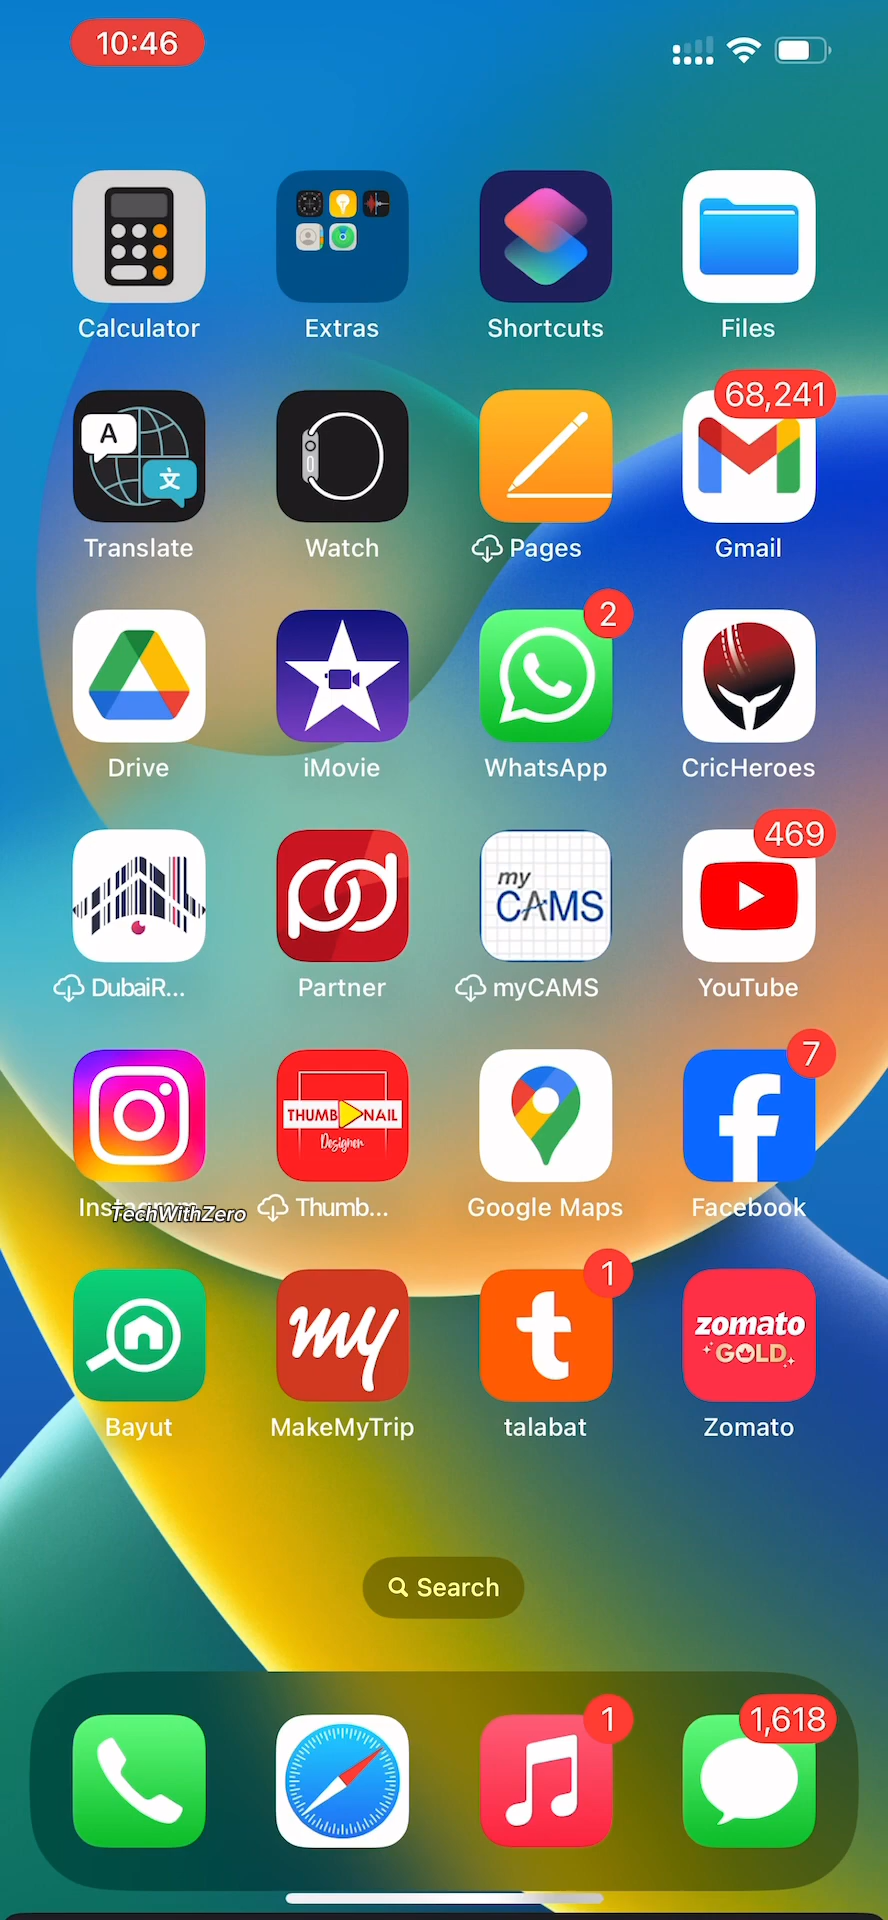 10:46
Calculator
Extras
Shortcuts
Files
A
文
68,241
Translate
Watch
Pages
Gmail
2
Drive
iMovie
WhatsApp
CricHeroes
my
CAMS
469
DubaiR...
Partner
myCAMS
YouTube
THUMBNAIL
Designer
7
Instagram
TechWithZero
Thumb...
Google Maps
Facebook
my
t
1
zomato
GOLD
Bayut
MakeMyTrip
talabat
Zomato
Search
1
1,618